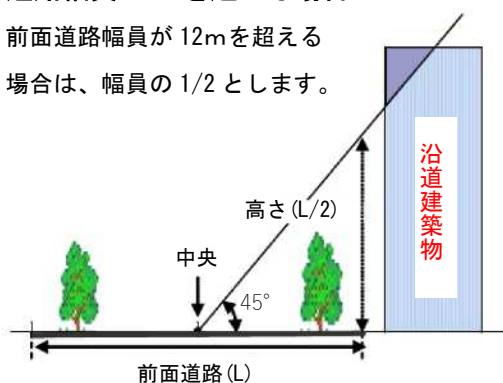 前面道路幅員が 12mを超える
場合は、幅員の 1/2 とします。
沿道建築物
高さ(L/2)
中央
45°
前面道路(L)